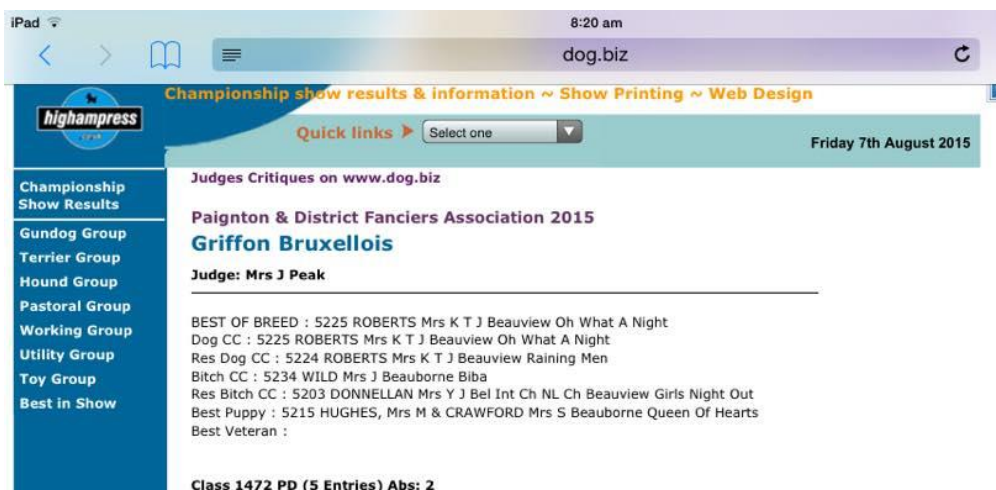 iPad
8:20 am
dog.biz
highampress
Championship show results & information ~ Show Printing ~ Web Design
Quick links
Select one
Friday 7th August 2015
Championship
Show Results
Gundog Group
Terrier Group
Hound Group
Pastoral Group
Working Group
Utility Group
Toy Group
Best in Show
Judges Critiques on www.dog.biz
Paignton & District Fanciers Association 2015
Griffon Bruxellois
Judge: Mrs J Peak
BEST OF BREED : 5225 ROBERTS Mrs K T J Beauview Oh What A Night
Dog CC : 5225 ROBERTS Mrs K T J Beauview Oh What A Night
Res Dog CC : 5224 ROBERTS Mrs K T J Beauview Raining Men
Bitch CC : 5234 WILD Mrs J Beauborne Biba
Res Bitch CC : 5203 DONNELLAN Mrs Y J Bel Int Ch NL Ch Beauview Girls Night Out
Best Puppy : 5215 HUGHES, Mrs M & CRAWFORD Mrs S Beauborne Queen Of Hearts
Best Veteran :
Class 1472 PD (5 Entries) Abs: 2